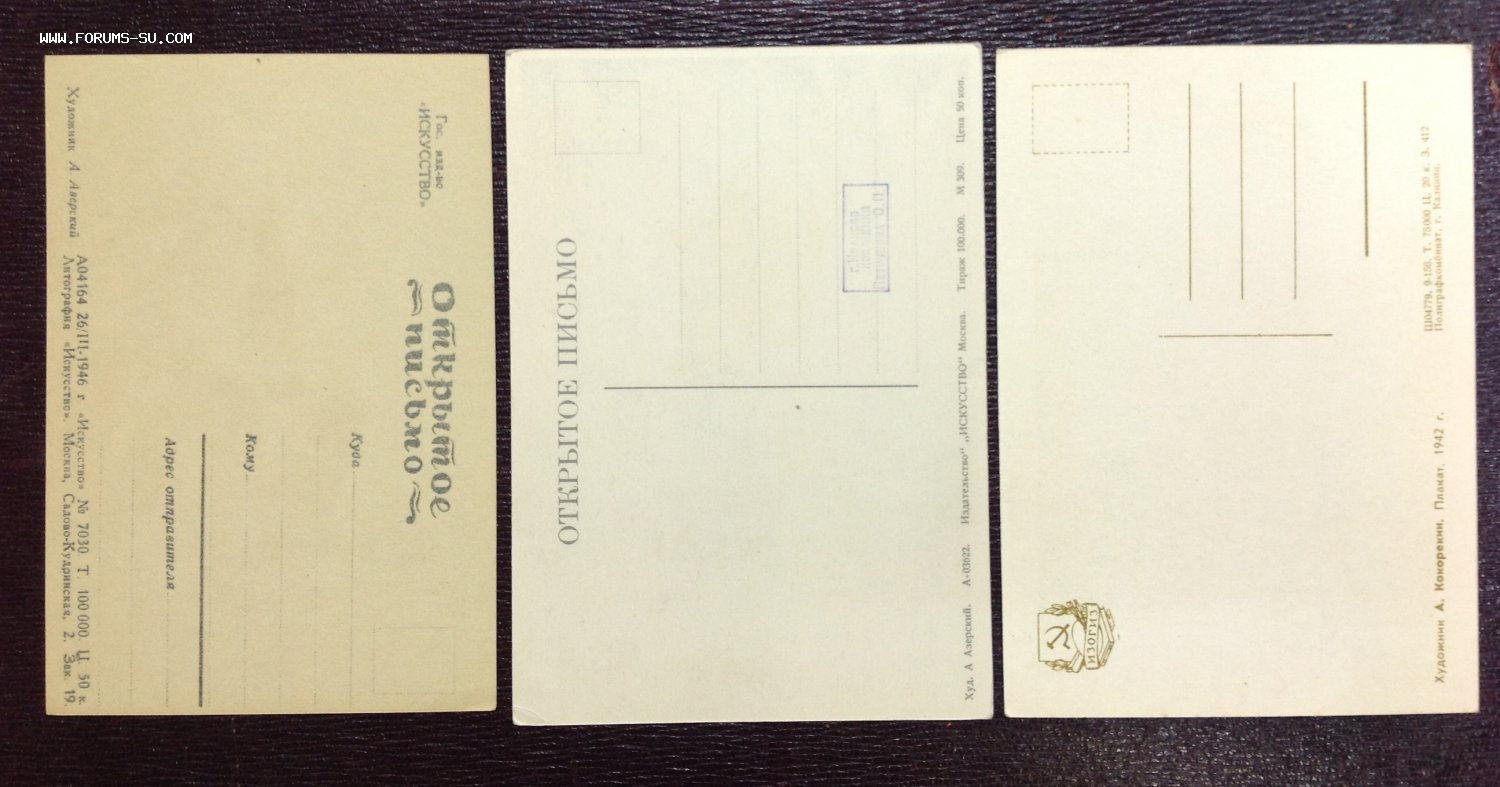 WWW.FORUMS-SU.COM
Гос. изд-во
«ИСКУССТВО»
Открытое
письмо
Куда
Кому
Адрес отправителя
Художник А. Азерский А04164 26/III-1946 г «Искусство» № 7030 Т. 100 000. Ц. 50 к.
Литография «Искусство». Москва, Садово-Кудринская, 2. Зак. 19.
ОТКРЫТОЕ ПИСЬМО
Худ. А Азерский. А-03622. Издательство „ИСКУССТВО“ Москва. Тираж 100.000. М 309. Цена 50 коп.
ИЗОГИЗ
Художник А. Кокорекин. Плакат. 1942 г.
Ш04779. 9-156. Т. 75.000 Ц. 20 к. З. 412
Полиграфкомбинат, г. Калинин.